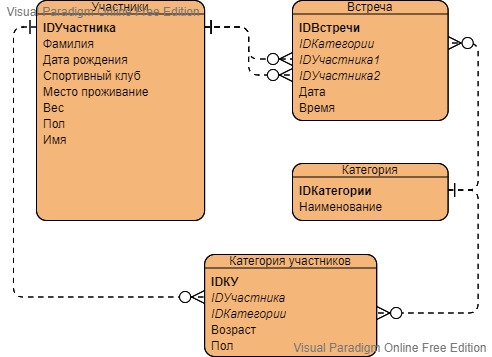 Visual Paradigm Online Free Edition
Участники
IDУчастника
Фамилия
Дата рождения
Спортивный клуб
Место проживание
Вес
Пол
Имя
Встреча
IDВстречи
IDКатегории
IDУчастника1
IDУчастника2
Дата
Время
Категория
IDКатегории
Наименование
Категория участников
IDКУ
IDУчастника
IDКатегории
Возраст
Пол
Visual Paradigm Online Free Edition